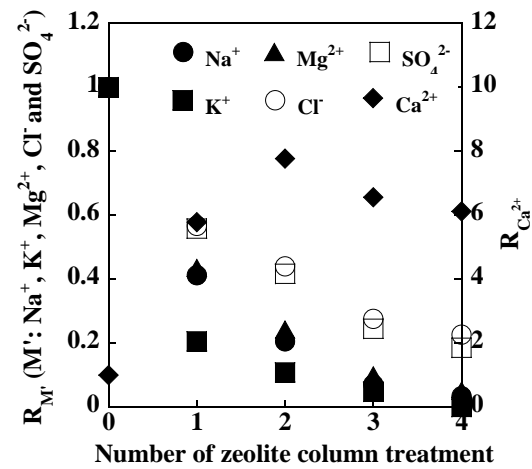 1.2
1
0.8
0.6
0.4
0.2
0
12
10
8
6
4
2
0
0 1 2 3 4
Na⁺ Mg²⁺ SO₄²⁻
K⁺ Cl⁻ Ca²⁺
R_M' (M': Na⁺, K⁺, Mg²⁺, Cl⁻ and SO₄²⁻)
R_Ca²⁺
Number of zeolite column treatment